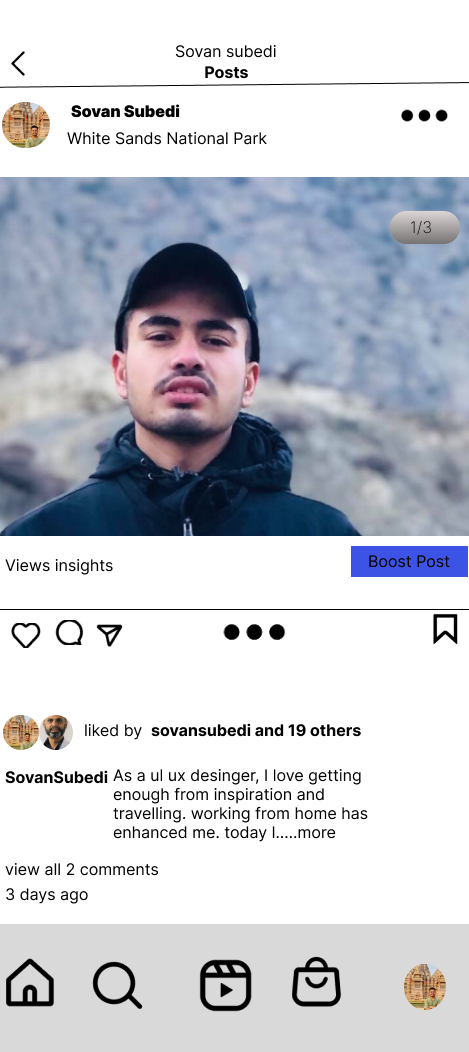 Sovan subedi
Posts
Sovan Subedi
White Sands National Park
1/3
Views insights
Boost Post
liked by sovansubedi and 19 others
SovanSubedi As a ul ux desinger, I love getting
enough from inspiration and
travelling. working from home has
enhanced me. today I.....more
view all 2 comments
3 days ago